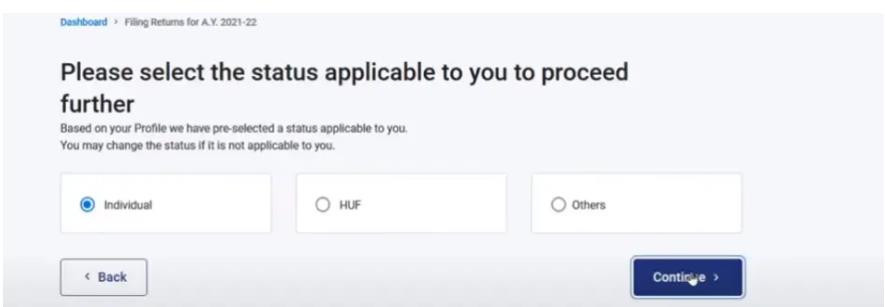 Dashboard > Filing Returns for A.Y. 2021-22
Please select the status applicable to you to proceed
further
Based on your Profile we have pre-selected a status applicable to you.
You may change the status if it is not applicable to you.
Individual
HUF
Others
< Back
Continue >